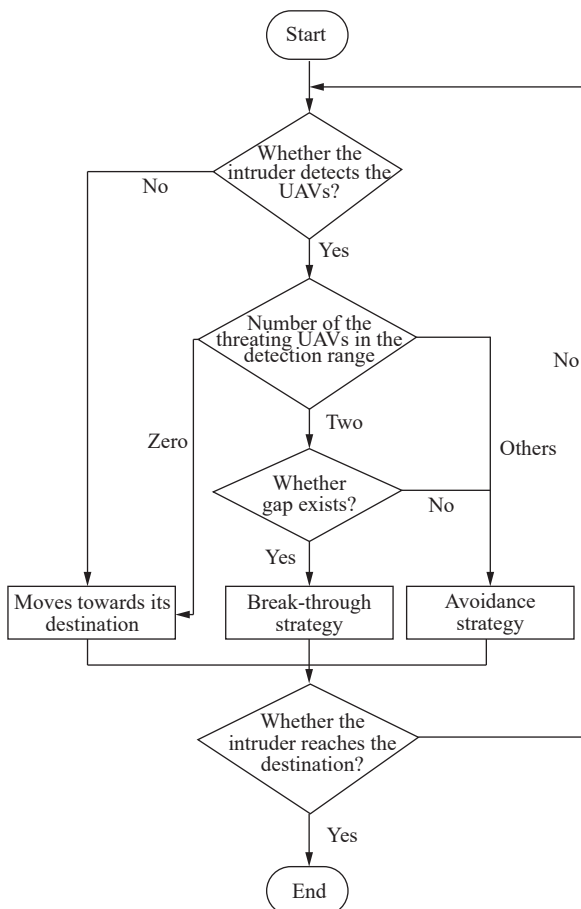 Start
Whether the
intruder detects the
UAVs?
No
Yes
Number of the
threating UAVs in the
detection range
No
Zero
Two
Others
Whether
gap exists?
No
Yes
Moves towards its
destination
Break-through
strategy
Avoidance
strategy
Whether the
intruder reaches the
destination?
Yes
End